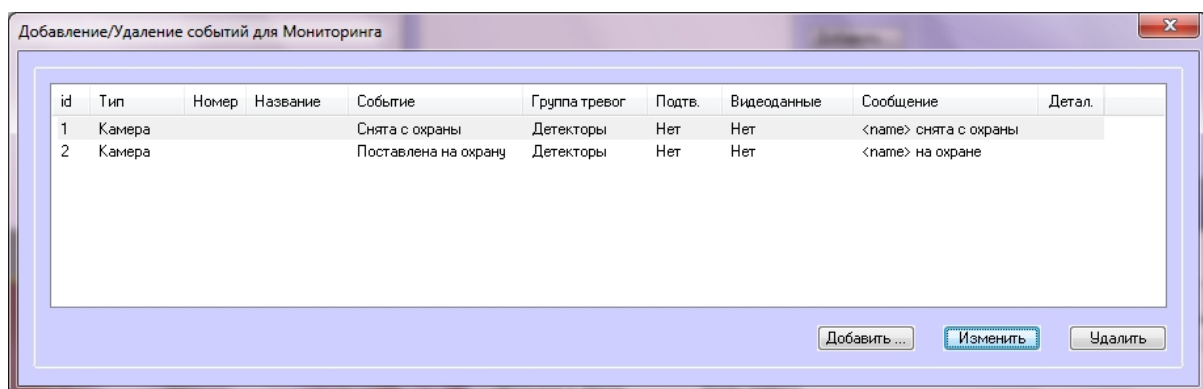 Добавление/Удаление событий для Мониторинга
id Тип Номер Название Событие Группа тревог Подтв. Видеоданные Сообщение Детал.
1 Камера Снята с охраны Детекторы Нет Нет <name> снята с охраны
2 Камера Поставлена на охрану Детекторы Нет Нет <name> на охране
Добавить ... Изменить Удалить